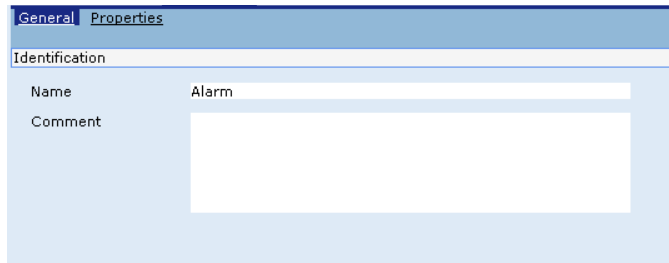 General Properties
Identification
Name Alarm
Comment